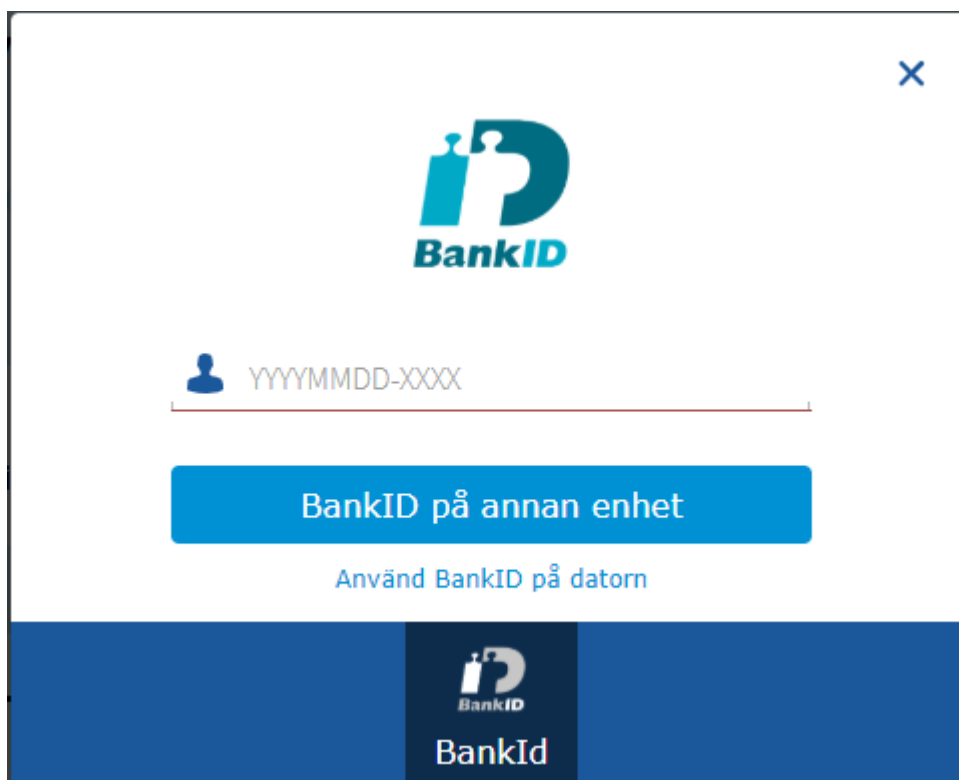 BankID
YYYYMMDD-XXXX
BankID på annan enhet
Använd BankID på datorn
BankID
BankId